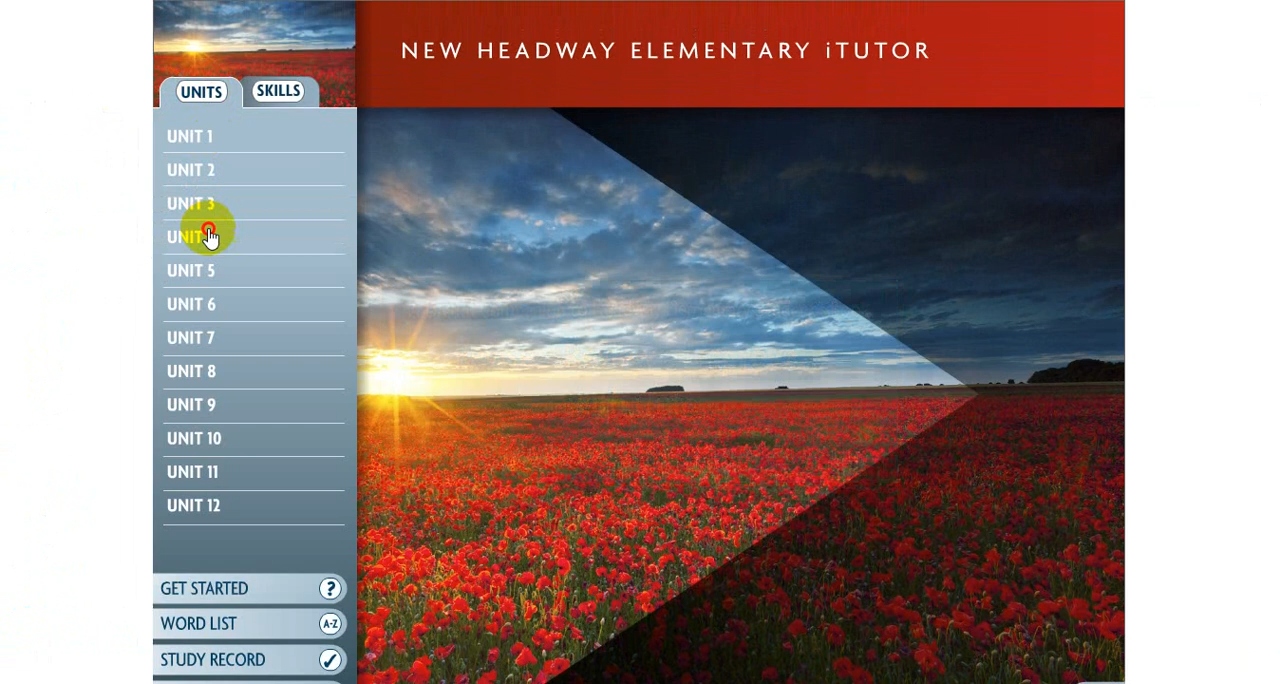 NEW HEADWAY ELEMENTARY iTUTOR
UNITS
SKILLS
UNIT 1
UNIT 2
UNIT 3
UNIT
UNIT 5
UNIT 6
UNIT 7
UNIT 8
UNIT 9
UNIT 10
UNIT 11
UNIT 12
GET STARTED ?
WORD LIST A-Z
STUDY RECORD